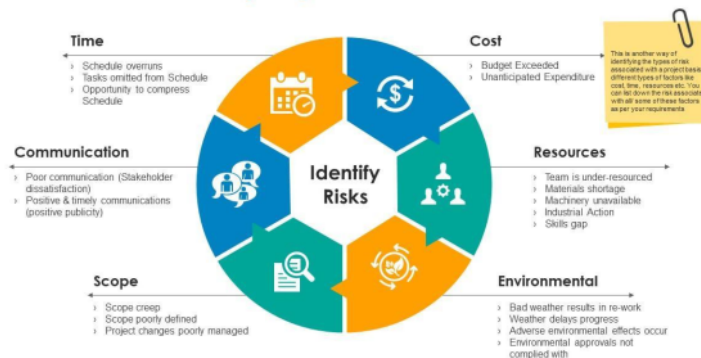 Time
Schedule overruns
Tasks omitted from Schedule
Opportunity to compress
Schedule
Cost
Budget Exceeded
Unanticipated Expenditure
This is another way of
identifying the types of risk
associated with a project basis
different types of factors like
cost, time, resources etc. You
can list down the risk associate
with all/ some of these factors
as per your requirements
Communication
Poor communication (Stakeholder
dissatisfaction)
Positive & timely communications
(positive publicity)
Identify
Risks
Resources
Team is under-resourced
Materials shortage
Machinery unavailable
Industrial Action
Skills gap
Scope
Scope creep
Scope poorly defined
Project changes poorly managed
Environmental
Bad weather results in re-work
Weather delays progress
Adverse environmental effects occur
Environmental approvals not
complied with